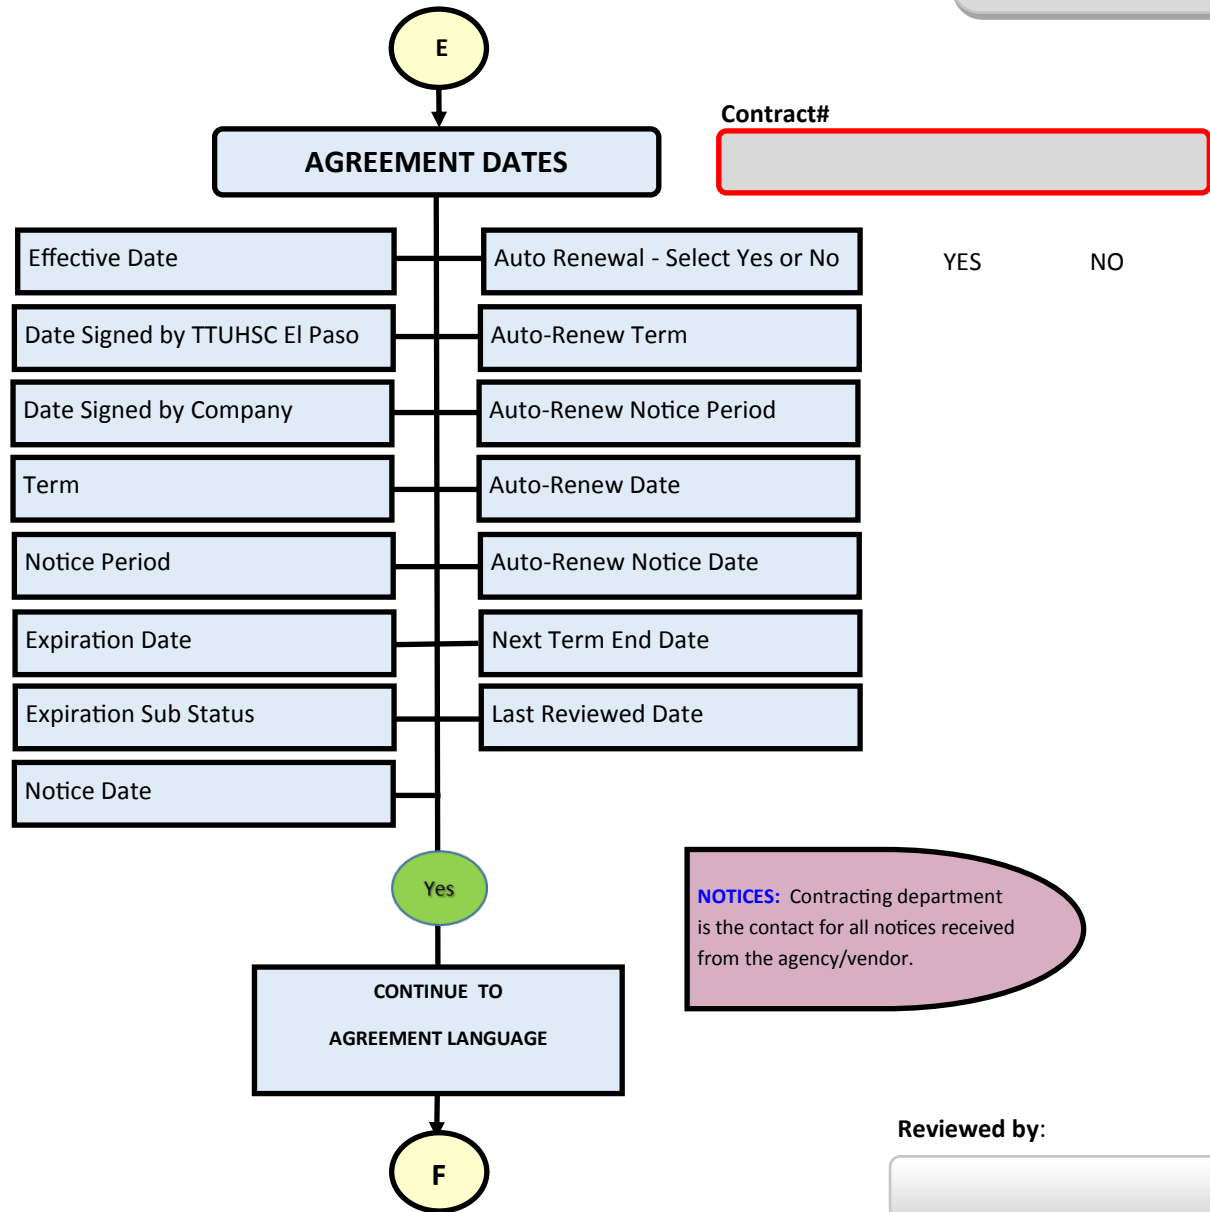 E
AGREEMENT DATES
Contract#
Effective Date
Auto Renewal - Select Yes or No
YES
NO
Date Signed by TTUHSC El Paso
Auto-Renew Term
Date Signed by Company
Auto-Renew Notice Period
Term
Auto-Renew Date
Notice Period
Auto-Renew Notice Date
Expiration Date
Next Term End Date
Expiration Sub Status
Last Reviewed Date
Notice Date
Yes
NOTICES: Contracting department
is the contact for all notices received
from the agency/vendor.
CONTINUE TO
AGREEMENT LANGUAGE
F
Reviewed by: